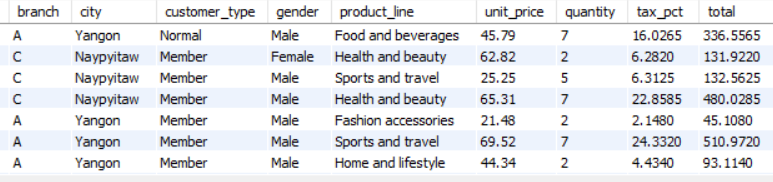 branch city customer_type gender product_line unit_price quantity tax_pct total
A Yangon Normal Male Food and beverages 45.79 7 16.0265 336.5565
C Naypyitaw Member Female Health and beauty 62.82 2 6.2820 131.9220
C Naypyitaw Member Male Sports and travel 25.25 5 6.3125 132.5625
C Naypyitaw Member Male Health and beauty 65.31 7 22.8585 480.0285
A Yangon Member Male Fashion accessories 21.48 2 2.1480 45.1080
A Yangon Member Male Sports and travel 69.52 7 24.3320 510.9720
A Yangon Member Male Home and lifestyle 44.34 2 4.4340 93.1140